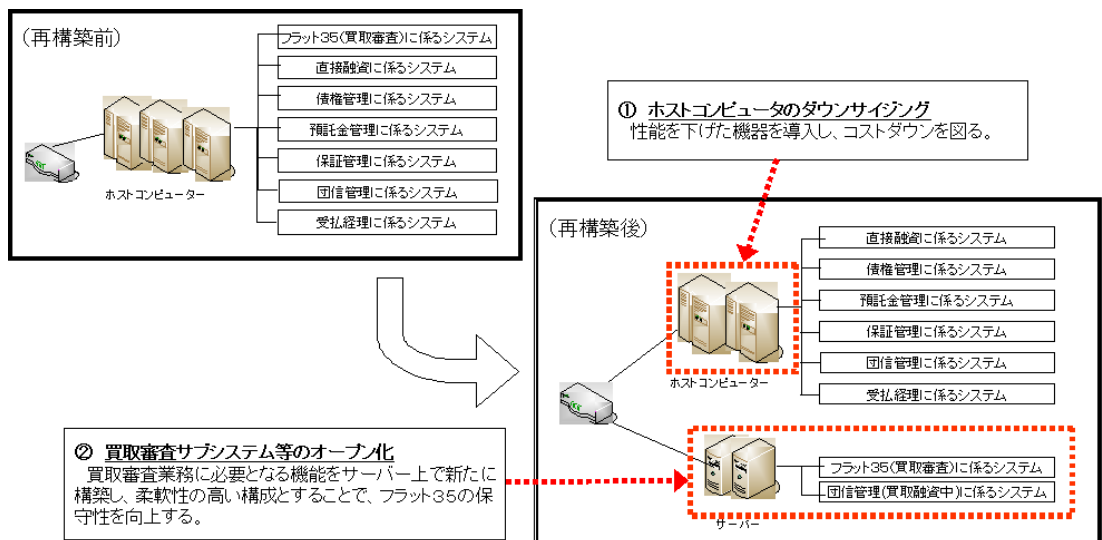 (再構築前)
フラット35(買取審査)に係るシステム
直接融資に係るシステム
債権管理に係るシステム
預託金管理に係るシステム
保証管理に係るシステム
団信管理に係るシステム
受払経理に係るシステム
ホストコンピューター
① ホストコンピュータのダウンサイジング
性能を下げた機器を導入し、コストダウンを図る。
(再構築後)
直接融資に係るシステム
債権管理に係るシステム
預託金管理に係るシステム
保証管理に係るシステム
団信管理に係るシステム
受払経理に係るシステム
ホストコンピューター
② 買取審査サブシステム等のオープン化
買取審査業務に必要となる機能をサーバー上で新たに
構築し、柔軟性の高い構成とすることで、フラット35の保
守性を向上する。
フラット35(買取審査)に係るシステム
団信管理(買取融資中)に係るシステム
サーバー